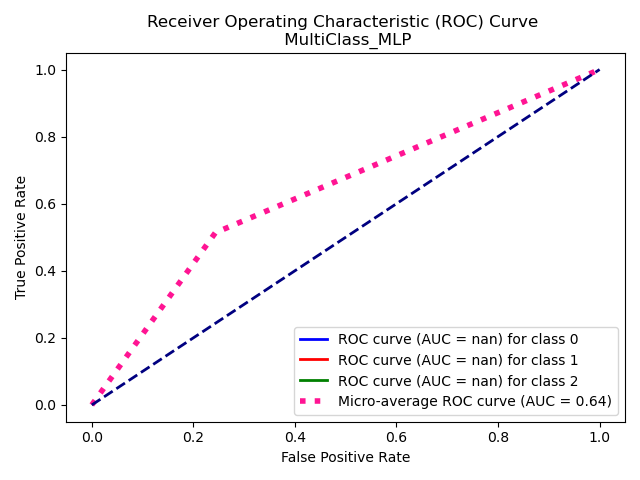 Receiver Operating Characteristic (ROC) Curve
MultiClass_MLP
1.0
0.8
0.6
0.4
0.2
0.0
True Positive Rate
ROC curve (AUC = nan) for class 0
ROC curve (AUC = nan) for class 1
ROC curve (AUC = nan) for class 2
Micro-average ROC curve (AUC = 0.64)
0.0 0.2 0.4 0.6 0.8 1.0
False Positive Rate